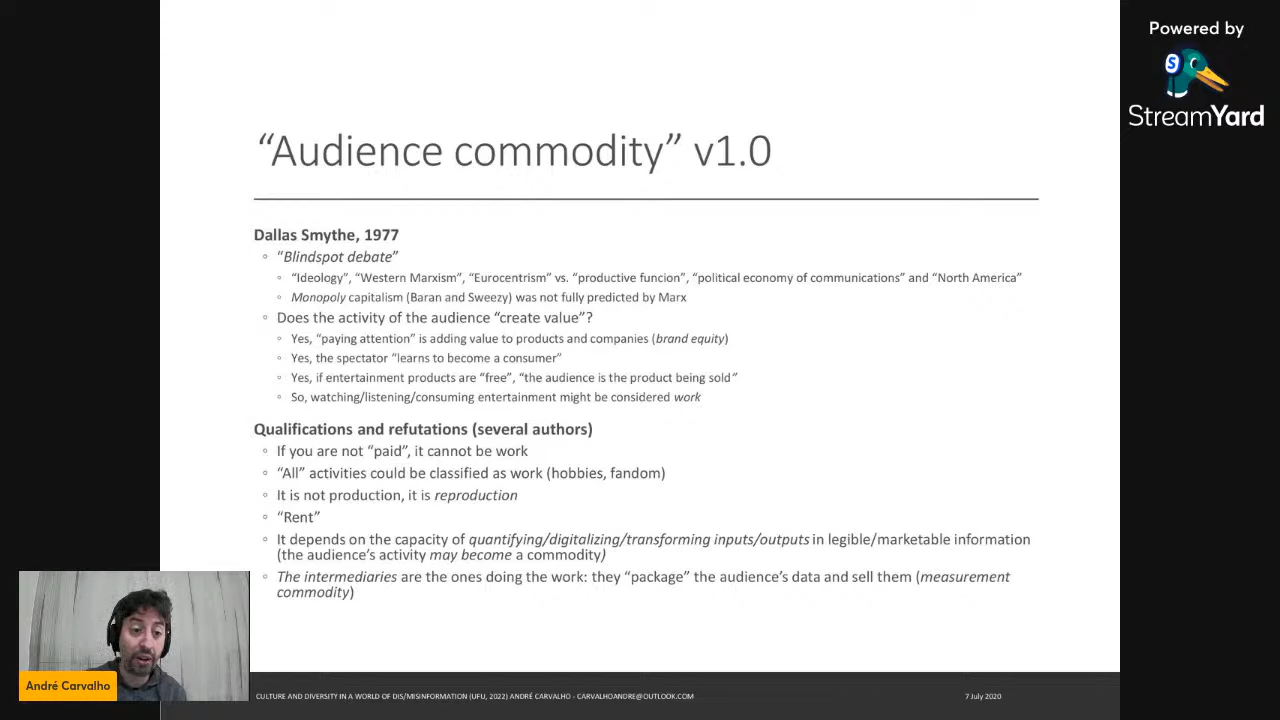 Powered by
S
StreamYard
“Audience commodity” v1.0
Dallas Smythe, 1977
“Blindspot debate”
“Ideology”, “Western Marxism”, “Eurocentrism” vs. “productive funcion”, “political economy of communications” and “North America”
Monopoly capitalism (Baran and Sweezy) was not fully predicted by Marx
Does the activity of the audience “create value”?
Yes, “paying attention” is adding value to products and companies (brand equity)
Yes, the spectator “learns to become a consumer”
Yes, if entertainment products are “free”, “the audience is the product being sold”
So, watching/listening/consuming entertainment might be considered work
Qualifications and refutations (several authors)
If you are not “paid”, it cannot be work
“All” activities could be classified as work (hobbies, fandom)
It is not production, it is reproduction
“Rent”
It depends on the capacity of quantifying/digitalizing/transforming inputs/outputs in legible/marketable information
(the audience’s activity may become a commodity)
The intermediaries are the ones doing the work: they “package” the audience’s data and sell them (measurement
commodity)
André Carvalho
CULTURE AND DIVERSITY IN A WORLD OF DIS/MISINFORMATION (UFU, 2022) ANDRÉ CARVALHO - CARVALHOANDRE@OUTLOOK.COM
7 July 2020